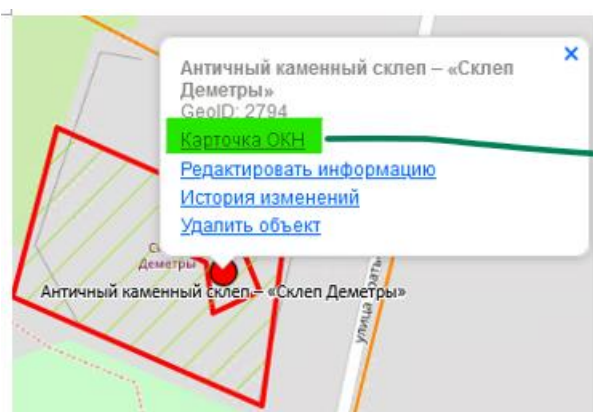 Античный каменный склеп – «Склеп
Деметры»
GeoID: 2794
Карточка ОКН
Редактировать информацию
История изменений
Удалить объект
Деметры
Античный каменный склеп – «Склеп Деметры»
улица